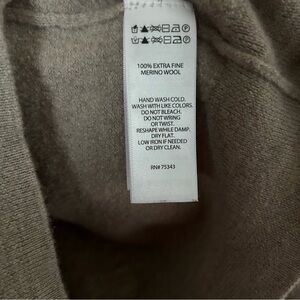 100% EXTRA FINE
MERINO WOOL
HAND WASH COLD.
WASH WITH LIKE COLORS.
DO NOT BLEACH.
DO NOT WRING
OR TWIST.
RESHAPE WHILE DAMP.
DRY FLAT.
LOW IRON IF NEEDED
OR DRY CLEAN.
RN# 75343